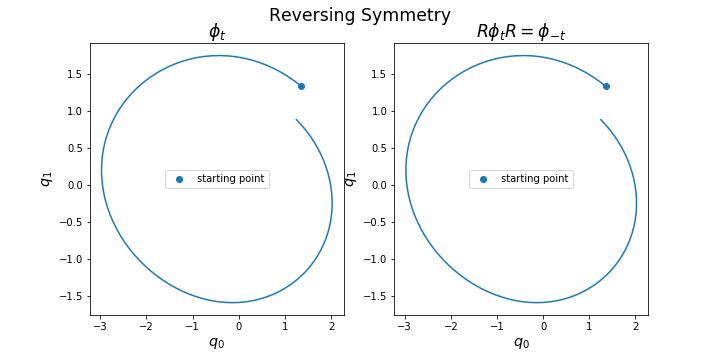 Reversing Symmetry
ϕ_t
1.5
1.0
0.5
0.0
−0.5
−1.0
−1.5
q_1
starting point
−3 −2 −1 0 1 2
q_0
Rϕ_tR = ϕ_{−t}
1.5
1.0
0.5
0.0
−0.5
−1.0
−1.5
q_1
starting point
−3 −2 −1 0 1 2
q_0